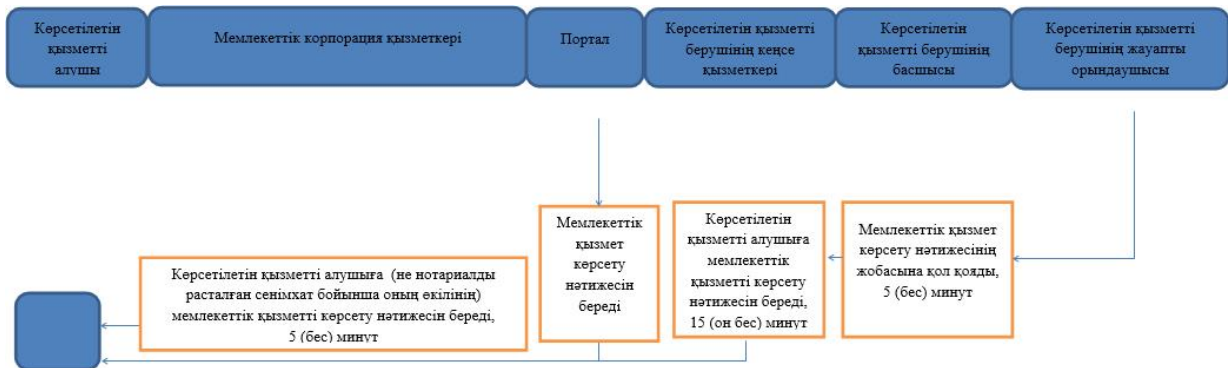 Көрсетілетін
қызметті
алушы
Мемлекеттік корпорация қызметкері
Портал
Көрсетілетін қызметті
берушінің кеңсе
қызметкері
Көрсетілетін
қызметті берушінің
басшысы
Көрсетілетін қызметті
берушінің жауапты
орындаушысы
Көрсетілетін қызметті алушыға (не нотариалды
расталған сенімхат бойынша оның өкілінің)
мемлекеттік қызметті көрсету нәтижесін береді,
5 (бес) минут
Мемлекеттік
қызмет
көрсету
нәтижесін
береді
Көрсетілетін
қызметті алушыға
мемлекеттік
қызметті көрсету
нәтижесін береді,
15 (он бес) минут
Мемлекеттік қызмет
көрсету нәтижесінің
жобасына қол қояды,
5 (бес) минут